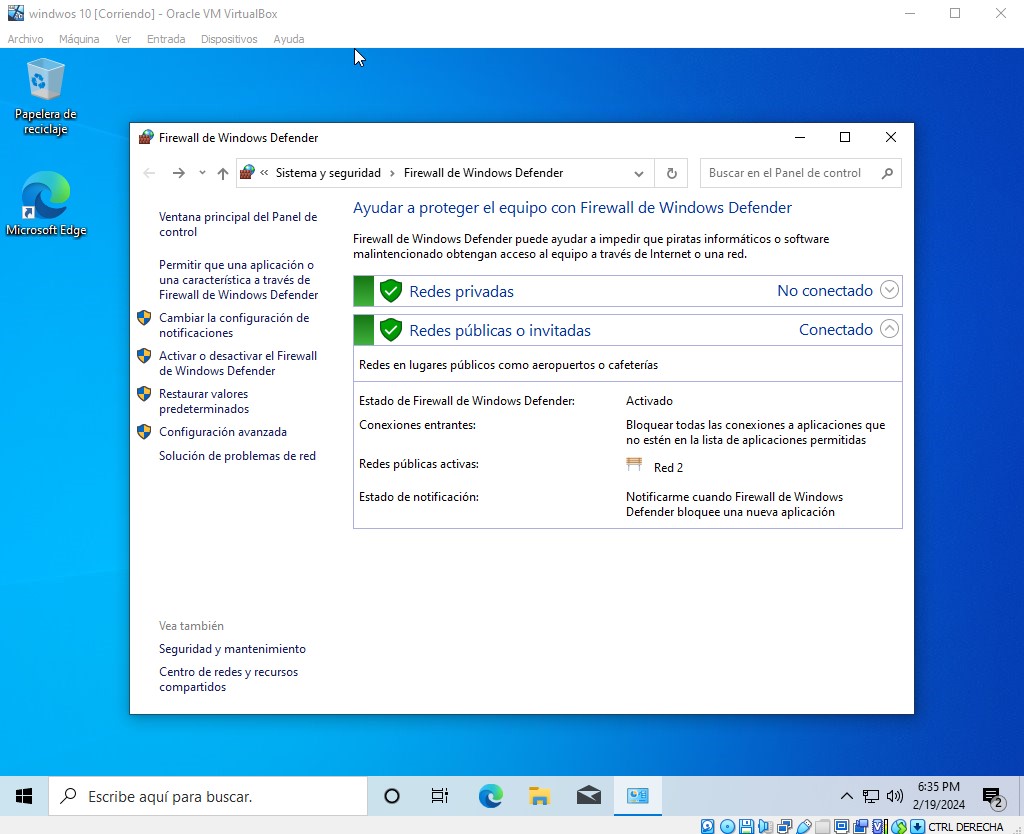 windwos 10 [Corriendo] - Oracle VM VirtualBox
Archivo Máquina Ver Entrada Dispositivos Ayuda
Papelera de
reciclaje
Microsoft Edge
Firewall de Windows Defender
« Sistema y seguridad › Firewall de Windows Defender
Buscar en el Panel de control
Ventana principal del Panel de
control
Permitir que una aplicación o
una característica a través de
Firewall de Windows Defender
Cambiar la configuración de
notificaciones
Activar o desactivar el Firewall
de Windows Defender
Restaurar valores
predeterminados
Configuración avanzada
Solución de problemas de red
Vea también
Seguridad y mantenimiento
Centro de redes y recursos
compartidos
Ayudar a proteger el equipo con Firewall de Windows Defender
Firewall de Windows Defender puede ayudar a impedir que piratas informáticos o software
malintencionado obtengan acceso al equipo a través de Internet o una red.
Redes privadas No conectado
Redes públicas o invitadas Conectado
Redes en lugares públicos como aeropuertos o cafeterías
Estado de Firewall de Windows Defender: Activado
Conexiones entrantes: Bloquear todas las conexiones a aplicaciones que
no estén en la lista de aplicaciones permitidas
Redes públicas activas: Red 2
Estado de notificación: Notificarme cuando Firewall de Windows
Defender bloquee una nueva aplicación
Escribe aquí para buscar.
6:35 PM
2/19/2024
2
CTRL DERECHA